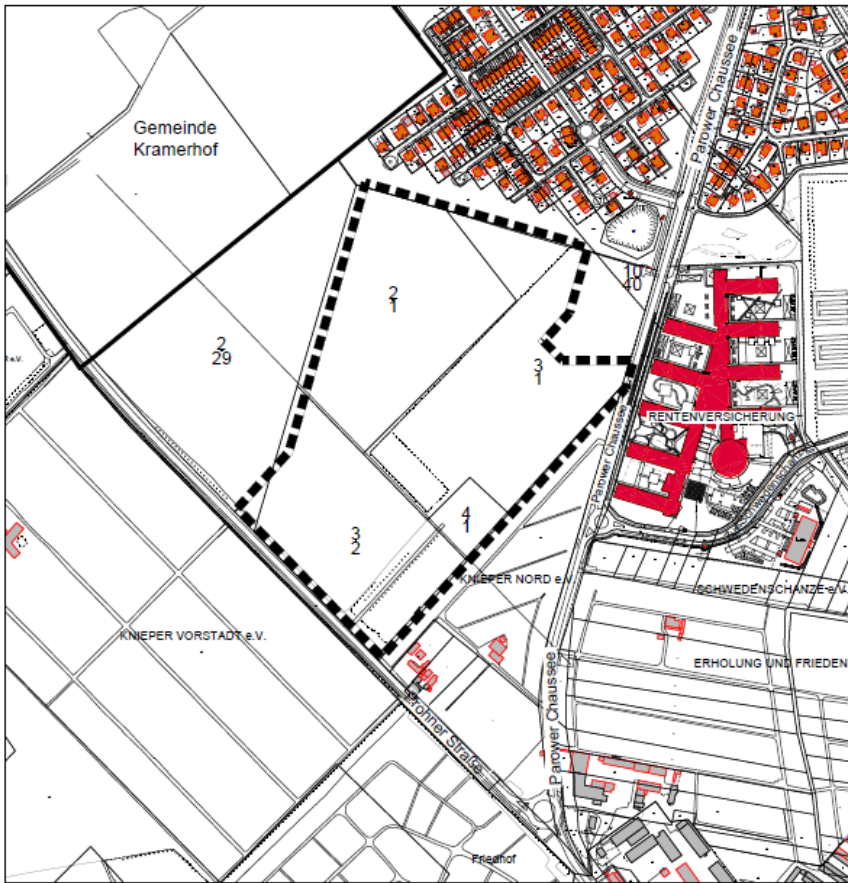 Parower Chaussee
Gemeinde
Kramerhof
10
40
2
1
2
29
3
1
RENTENVERSICHERUNG
Parower Chaussee
4
1
3
2
KNIEPER NORD e.V.
SCHWEDENSCHANZE e.V.
KNIEPER VORSTADT e.V.
ERHOLUNG UND FRIEDEN
Parower Chaussee
Prohner Straße
Friedhof